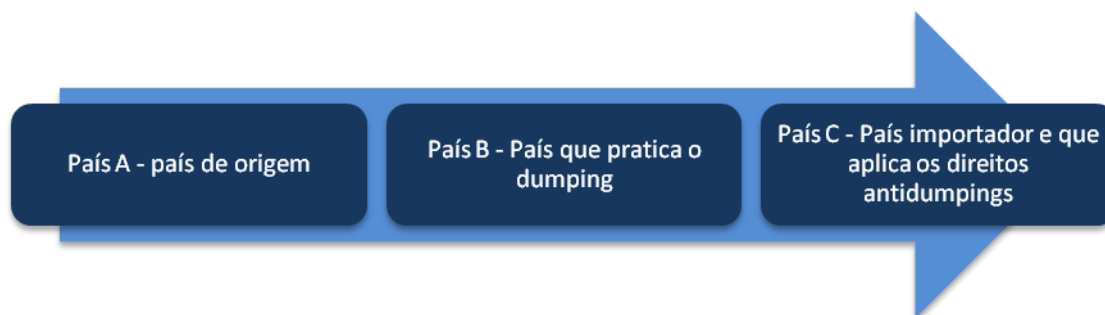 País A - país de origem
País B - País que pratica o
dumping
País C - País importador e que
aplica os direitos
antidumpings